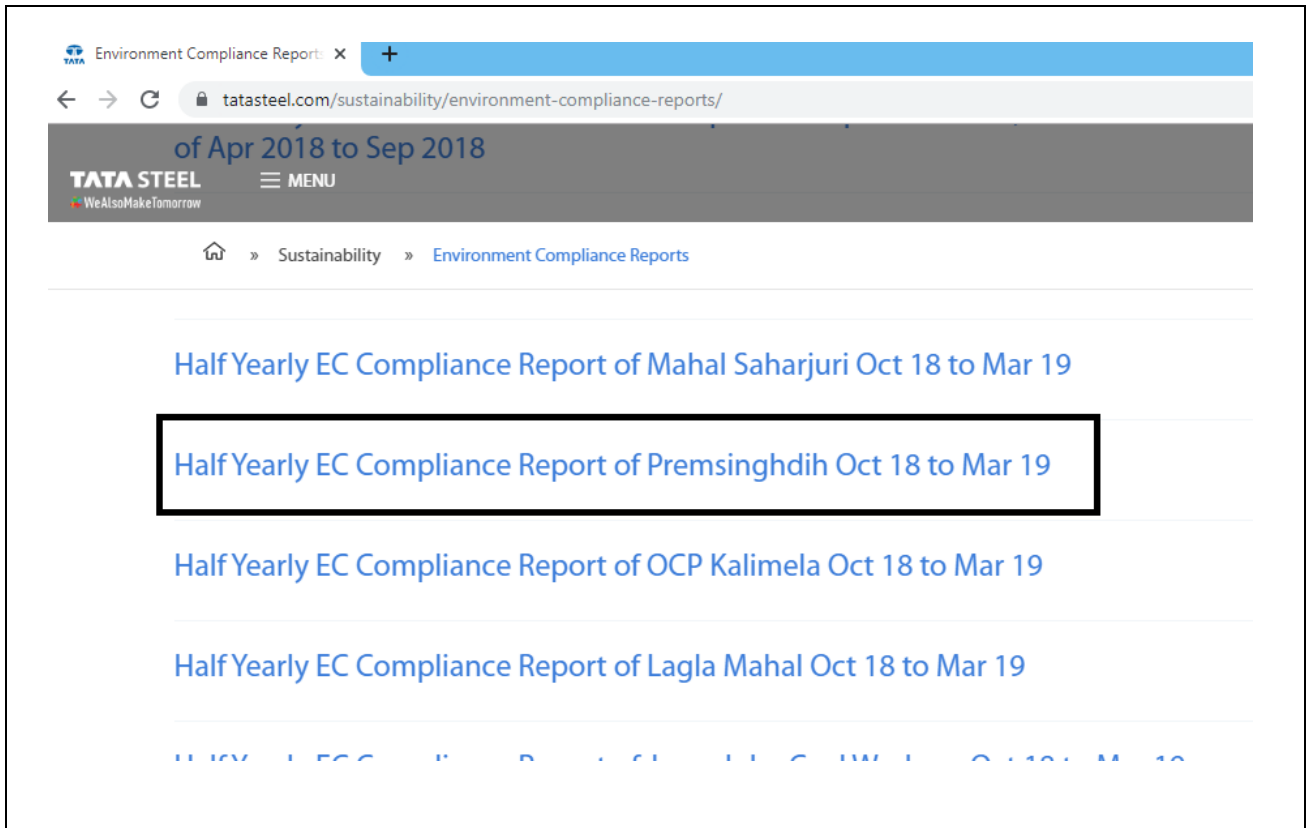 Environment Compliance Report
tatasteel.com/sustainability/environment-compliance-reports/
of Apr 2018 to Sep 2018
TATA STEEL
MENU
WeAlsoMakeTomorrow
» Sustainability » Environment Compliance Reports
Half Yearly EC Compliance Report of Mahal Saharjuri Oct 18 to Mar 19
Half Yearly EC Compliance Report of Premsinghdih Oct 18 to Mar 19
Half Yearly EC Compliance Report of OCP Kalimela Oct 18 to Mar 19
Half Yearly EC Compliance Report of Lagla Mahal Oct 18 to Mar 19